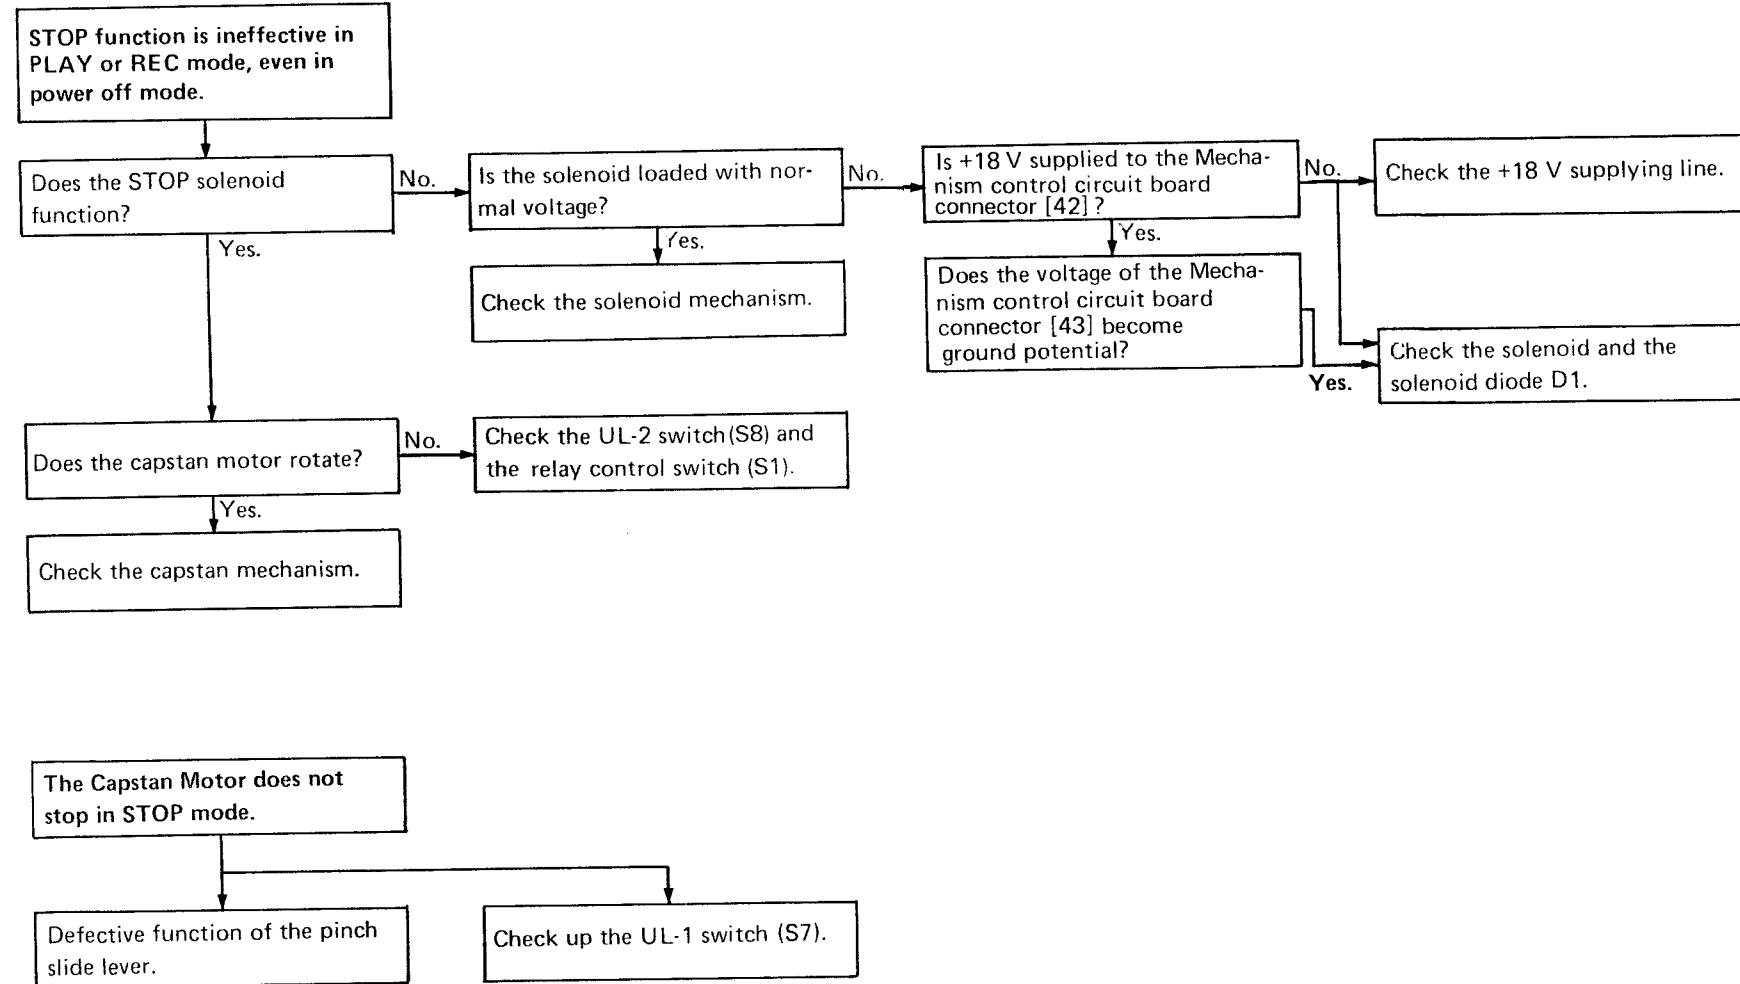 STOP function is ineffective in
PLAY or REC mode, even in
power off mode.
Does the STOP solenoid
function?
No.
Is the solenoid loaded with nor-
mal voltage?
No.
Is +18 V supplied to the Mecha-
nism control circuit board
connector [42] ?
No.
Check the +18 V supplying line.
Yes.
Yes.
Yes.
Check the solenoid mechanism.
Does the voltage of the Mecha-
nism control circuit board
connector [43] become
ground potential?
Yes.
Check the solenoid and the
solenoid diode D1.
Does the capstan motor rotate?
No.
Check the UL-2 switch (S8) and
the relay control switch (S1).
Yes.
Check the capstan mechanism.
The Capstan Motor does not
stop in STOP mode.
Defective function of the pinch
slide lever.
Check up the UL-1 switch (S7).